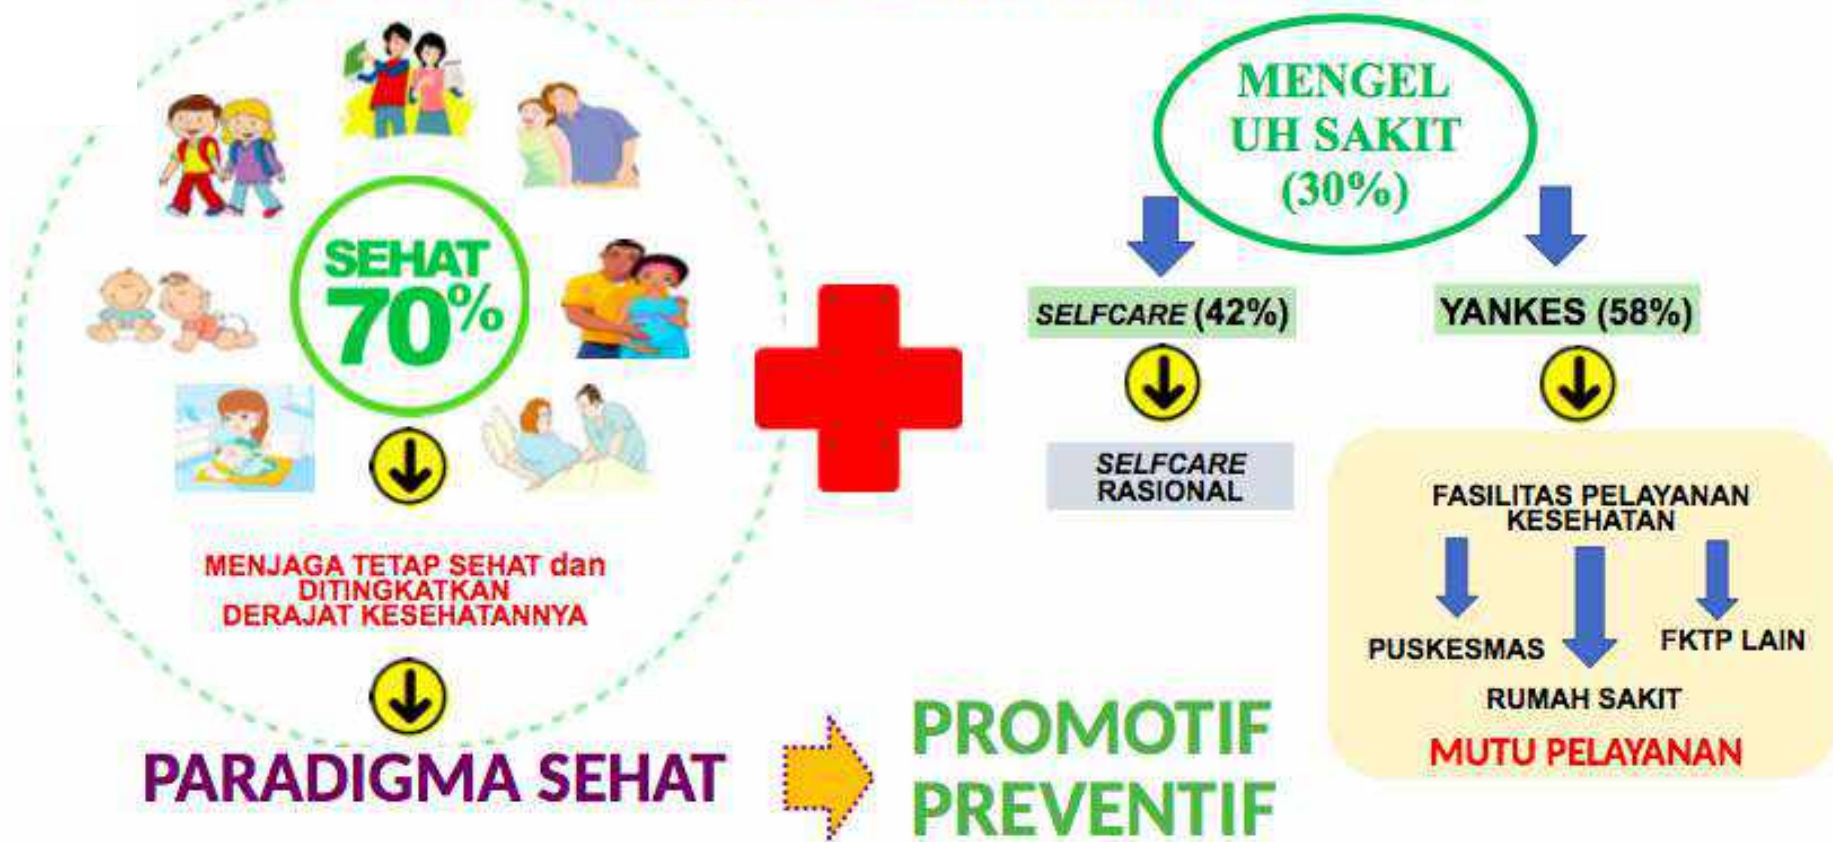 SEHAT
70%
MENJAGA TETAP SEHAT dan
DITINGKATKAN
DERAJAT KESEHATANNYA
PARADIGMA SEHAT
PROMOTIF
PREVENTIF
MENGEL
UH SAKIT
(30%)
SELFCARE (42%)
SELFCARE
RASIONAL
YANKES (58%)
FASILITAS PELAYANAN
KESEHATAN
PUSKESMAS
FKTP LAIN
RUMAH SAKIT
MUTU PELAYANAN